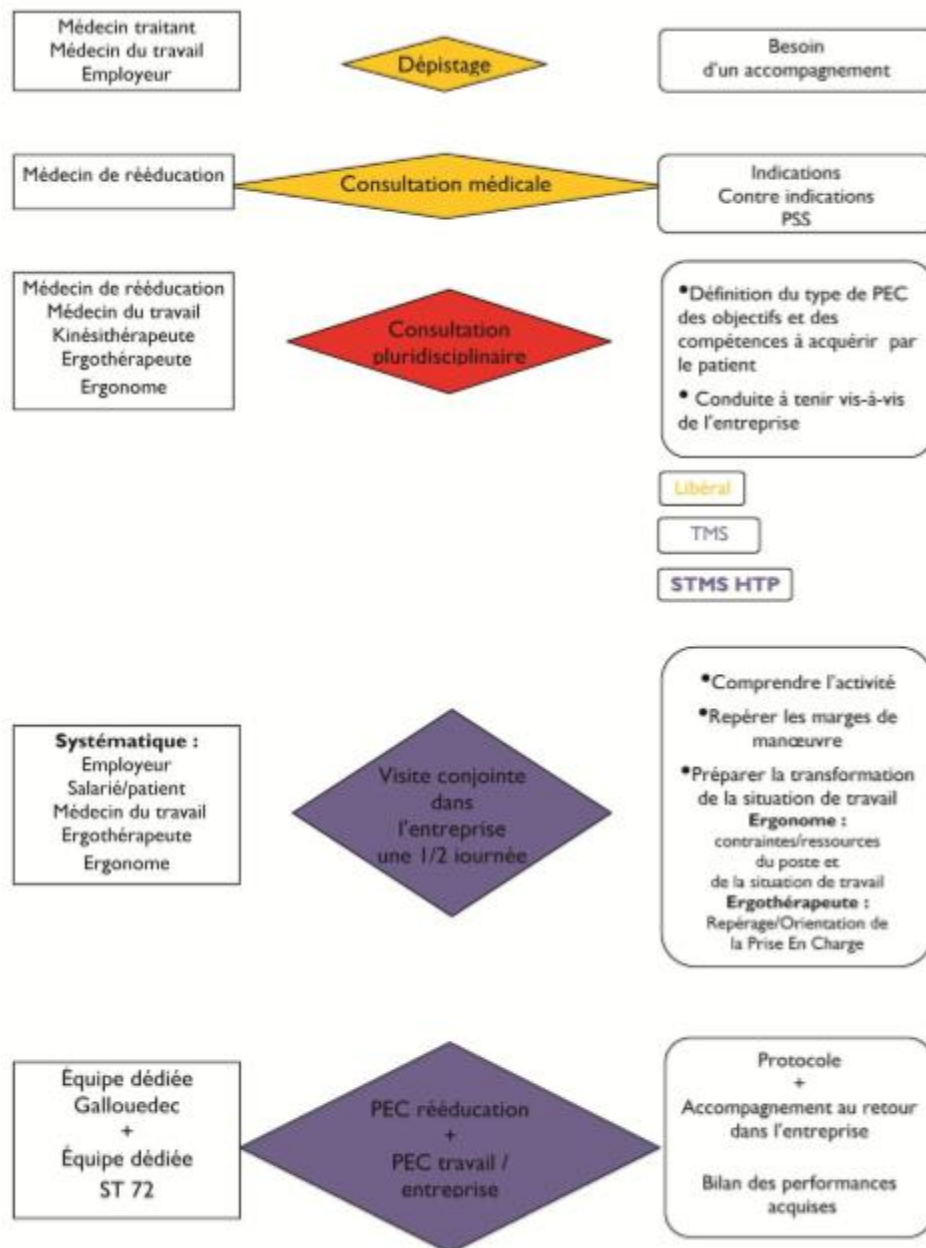 Médecin traitant
Médecin du travail
Employeur
Dépistage
Besoin
d'un accompagnement
Médecin de rééducation
Consultation médicale
Indications
Contre indications
PSS
Médecin de rééducation
Médecin du travail
Kinésithérapeute
Ergothérapeute
Ergonome
Consultation
pluridisciplinaire
•Définition du type de PEC
des objectifs et des
compétences à acquérir par
le patient
• Conduite à tenir vis-à-vis
de l'entreprise
Libéral
TMS
STMS HTP
Systématique :
Employeur
Salarié/patient
Médecin du travail
Ergothérapeute
Ergonome
Visite conjointe
dans
l'entreprise
une 1/2 journée
•Comprendre l'activité
•Repérer les marges de
manœuvre
•Préparer la transformation
de la situation de travail
Ergonome :
contraintes/ressources
du poste et
de la situation de travail
Ergothérapeute :
Repérage/Orientation de
la Prise En Charge
Équipe dédiée
Gallouedec
+
Équipe dédiée
ST 72
PEC rééducation
+
PEC travail /
entreprise
Protocole
+
Accompagnement au retour
dans l'entreprise
Bilan des performances
acquises